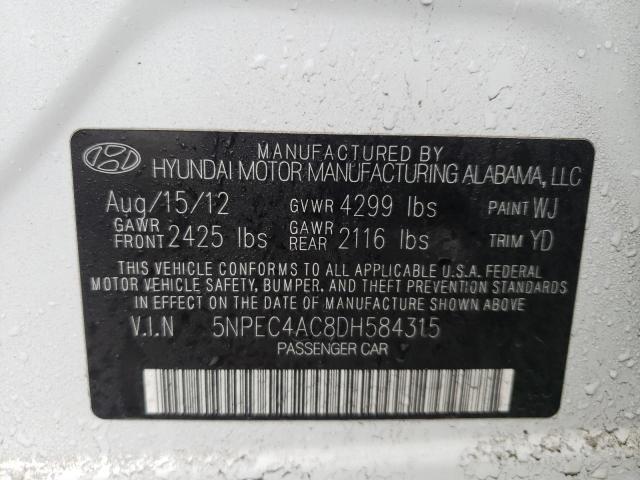 MANUFACTURED BY
HYUNDAI MOTOR MANUFACTURING ALABAMA, LLC
Aug/15/12 GVWR 4299 lbs PAINT WJ
GAWR FRONT 2425 lbs GAWR REAR 2116 lbs TRIM YD
THIS VEHICLE CONFORMS TO ALL APPLICABLE U.S.A. FEDERAL
MOTOR VEHICLE SAFETY, BUMPER, AND THEFT PREVENTION STANDARDS
IN EFFECT ON THE DATE OF MANUFACTURE SHOWN ABOVE.
V.I.N 5NPEC4AC8DH584315
PASSENGER CAR